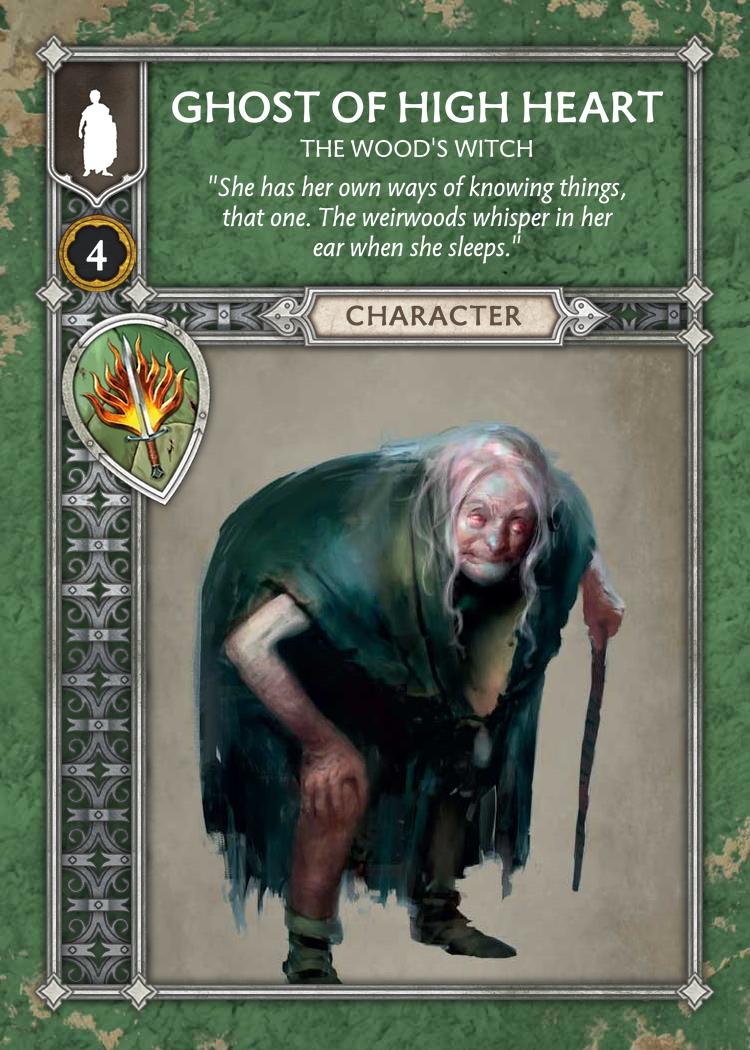 GHOST OF HIGH HEART
THE WOOD'S WITCH
"She has her own ways of knowing things,
that one. The weirwoods whisper in her
ear when she sleeps."
4
CHARACTER